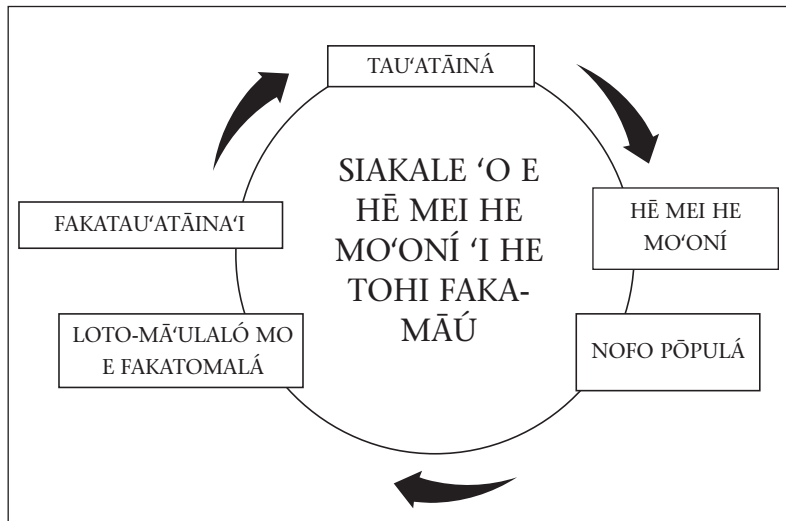 TAU‘ATĀINÁ
SIAKALE ‘O E
HĒ MEI HE
MO‘ONÍ ‘I HE
TOHI FAKA-
MĀÚ
HĒ MEI HE
MO‘ONÍ
NOFO PŌPULÁ
LOTO-MĀ‘ULALÓ MO
E FAKATOMALÁ
FAKATAU‘ATĀINA‘I